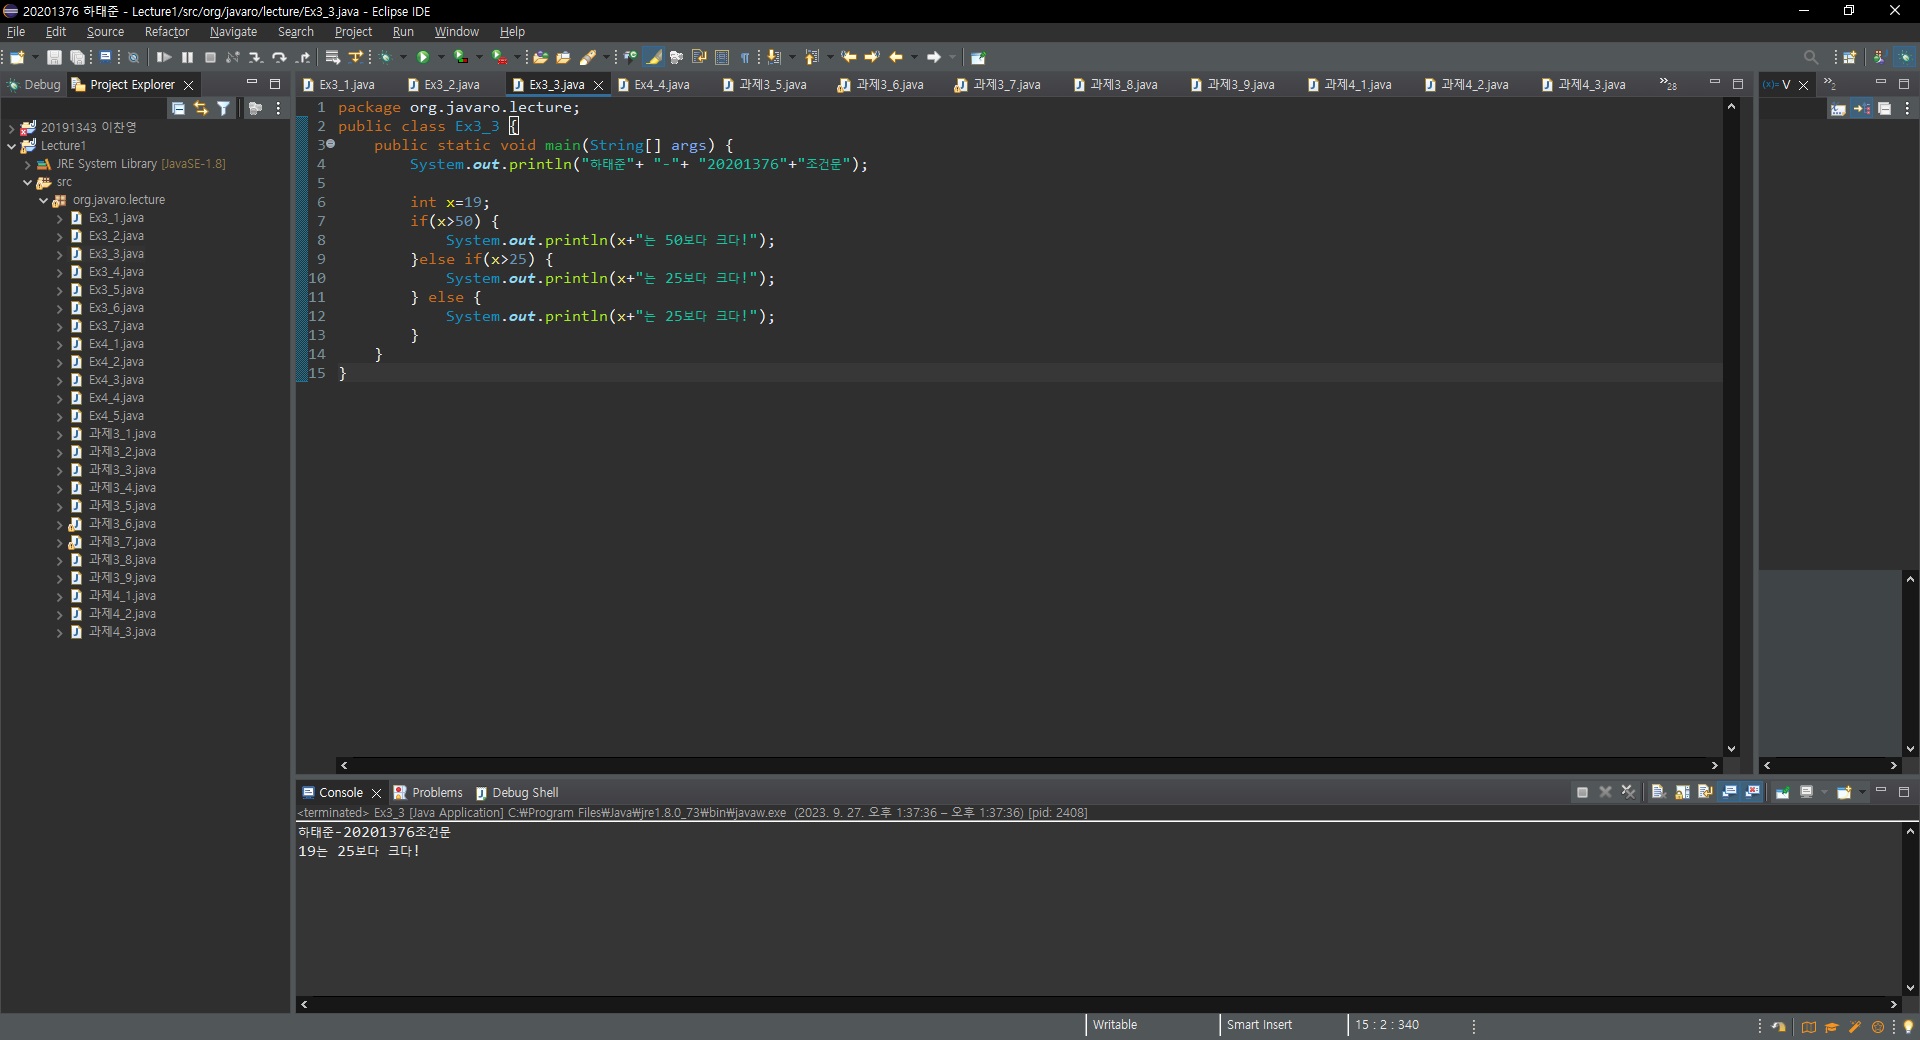 20201376 하태준 - Lecture1/src/org/javaro/lecture/Ex3_3.java - Eclipse IDE
File Edit Source Refactor Navigate Search Project Run Window Help
Debug Project Explorer
Ex3_1.java Ex3_2.java Ex3_3.java Ex4_4.java 과제3_5.java 과제3_6.java 과제3_7.java 과제3_8.java 과제3_9.java 과제4_1.java 과제4_2.java 과제4_3.java »28
(x)= V »2
20191343 이찬영
Lecture1
JRE System Library [JavaSE-1.8]
src
org.javaro.lecture
Ex3_1.java
Ex3_2.java
Ex3_3.java
Ex3_4.java
Ex3_5.java
Ex3_6.java
Ex3_7.java
Ex4_1.java
Ex4_2.java
Ex4_3.java
Ex4_4.java
Ex4_5.java
과제3_1.java
과제3_2.java
과제3_3.java
과제3_4.java
과제3_5.java
과제3_6.java
과제3_7.java
과제3_8.java
과제3_9.java
과제4_1.java
과제4_2.java
과제4_3.java
1 package org.javaro.lecture;
2 public class Ex3_3 {
3 public static void main(String[] args) {
4 System.out.println("하태준"+ "-"+ "20201376"+"조건문");
5
6 int x=19;
7 if(x>50) {
8 System.out.println(x+"는 50보다 크다!");
9 }else if(x>25) {
10 System.out.println(x+"는 25보다 크다!");
11 } else {
12 System.out.println(x+"는 25보다 크다!");
13 }
14 }
15 }
Console Problems Debug Shell
<terminated> Ex3_3 [Java Application] C:₩Program Files₩Java₩jre1.8.0_73₩bin₩javaw.exe (2023. 9. 27. 오후 1:37:36 – 오후 1:37:36) [pid: 2408]
하태준-20201376조건문
19는 25보다 크다!
Writable Smart Insert 15 : 2 : 340